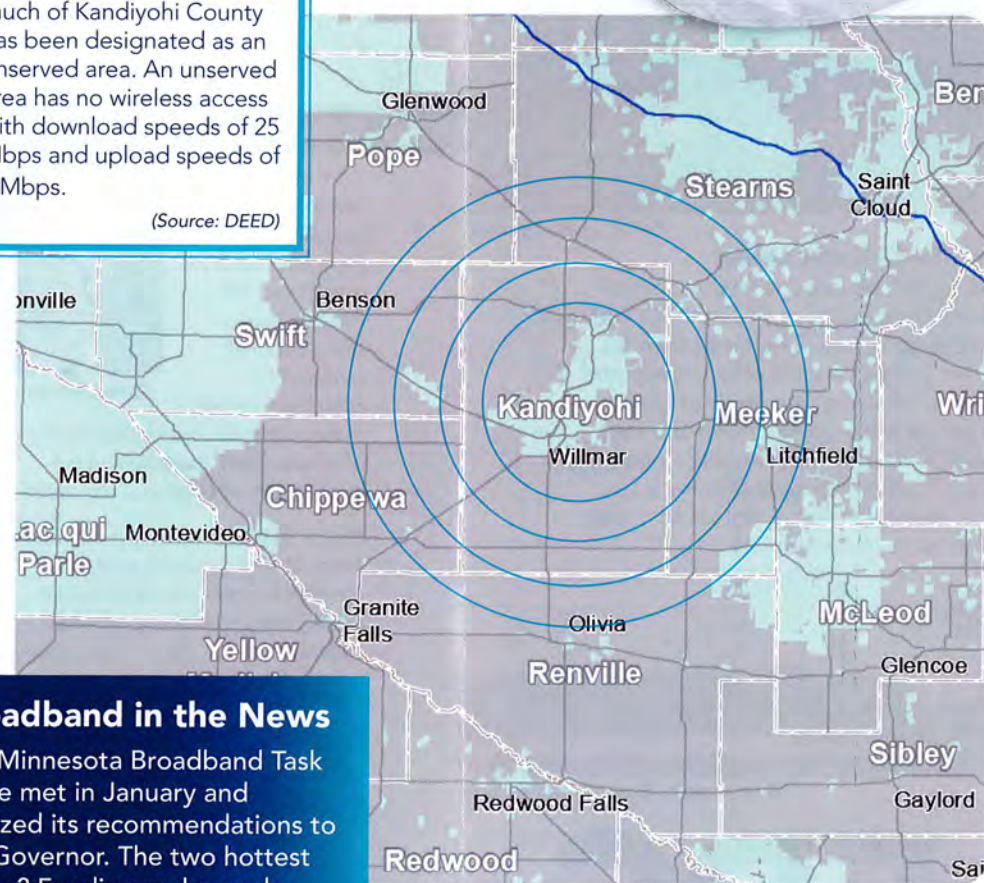 uch of Kandiyohi County
as been designated as an
nserved area. An unserved
rea has no wireless access
ith download speeds of 25
bps and upload speeds of
Mbps.
(Source: DEED)
Glenwood
Pope
Stearns
Saint
Cloud
Ben
onville
Benson
Swift
Kandiyohi
Willmar
Meeker
Litchfield
Wri
Madison
Chippewa
ac qui
Parle
Montevideo
Granite
Falls
Olivia
McLeod
Yellow
Renville
Glencoe
Sibley
Gaylord
Redwood Falls
Redwood
Sai
adband in the News
Minnesota Broadband Task
e met in January and
zed its recommendations to
Governor. The two hottest